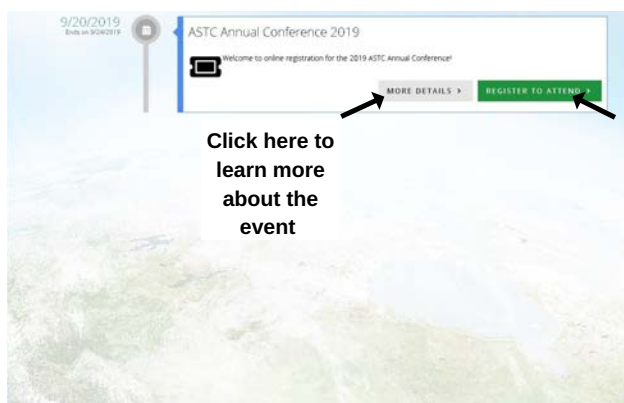 9/20/2019
Ends on 9/24/2019
ASTC Annual Conference 2019
Welcome to online registration for the 2019 ASTC Annual Conference!
MORE DETAILS >
REGISTER TO ATTEND >
Click here to
learn more
about the
event